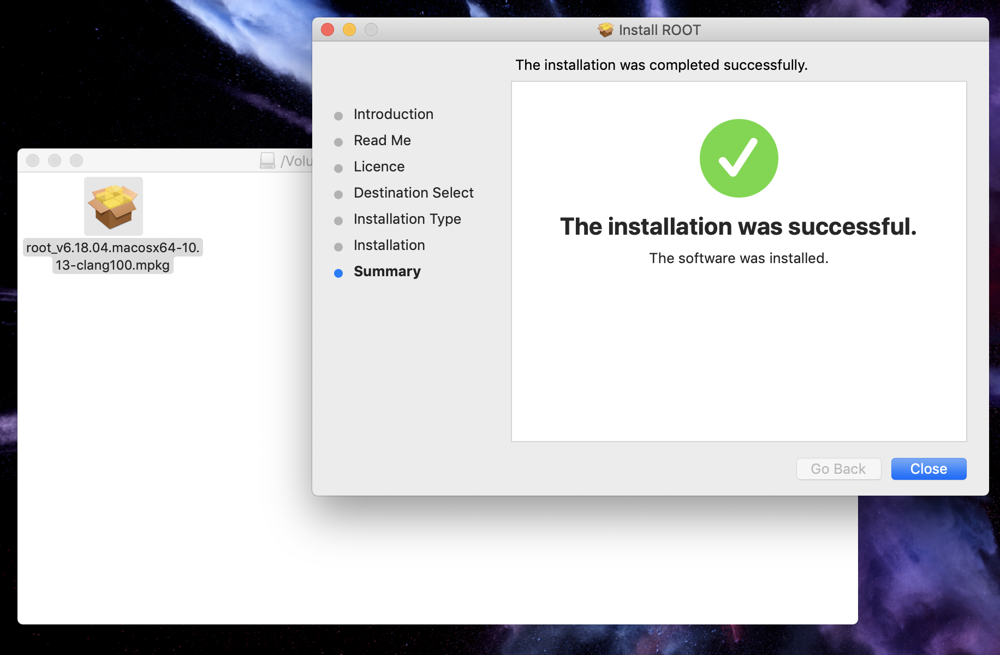 Install ROOT
The installation was completed successfully.
Introduction
Read Me
Licence
Destination Select
Installation Type
Installation
Summary
The installation was successful.
The software was installed.
Go Back
Close
/Volu
root_v6.18.04.macosx64-10.
13-clang100.mpkg